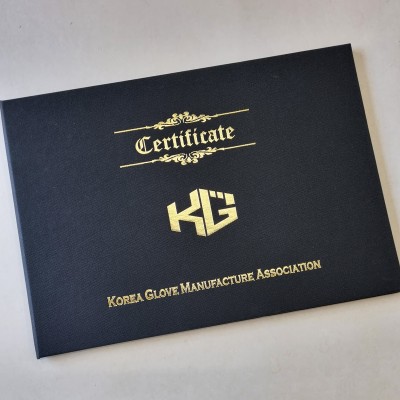 Certificate
KG
Korea Glove Manufacture Association